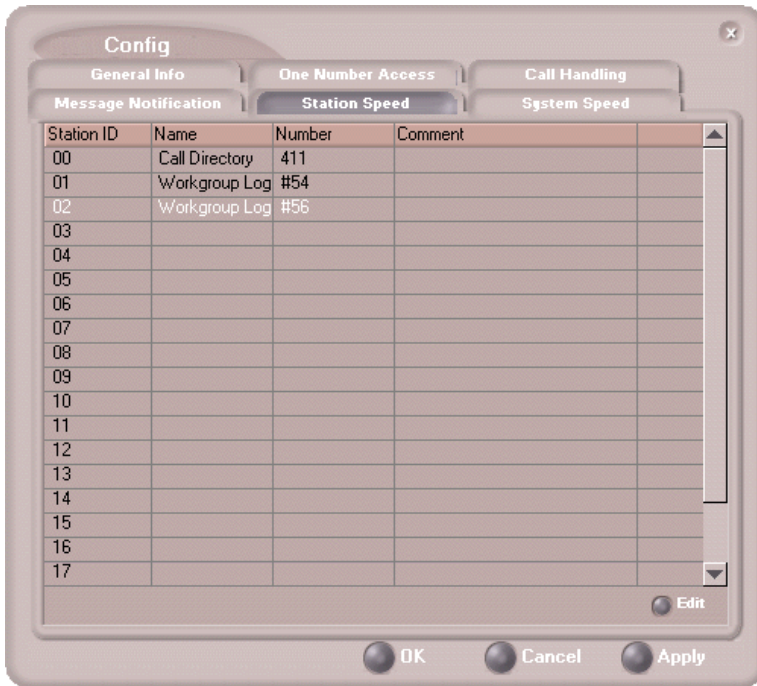 Config
General Info One Number Access Call Handling
Message Notification Station Speed System Speed
Station ID Name Number Comment
00 Call Directory 411
01 Workgroup Log #54
02 Workgroup Log #56
03
04
05
06
07
08
09
10
11
12
13
14
15
16
17
Edit
OK Cancel Apply